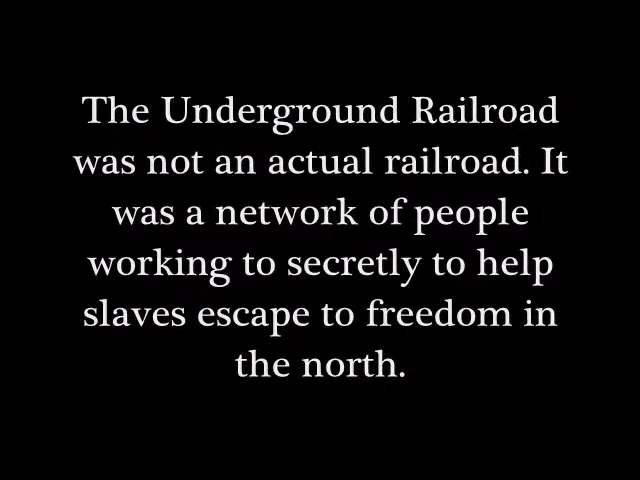 The Underground Railroad
was not an actual railroad. It
was a network of people
working to secretly to help
slaves escape to freedom in
the north.